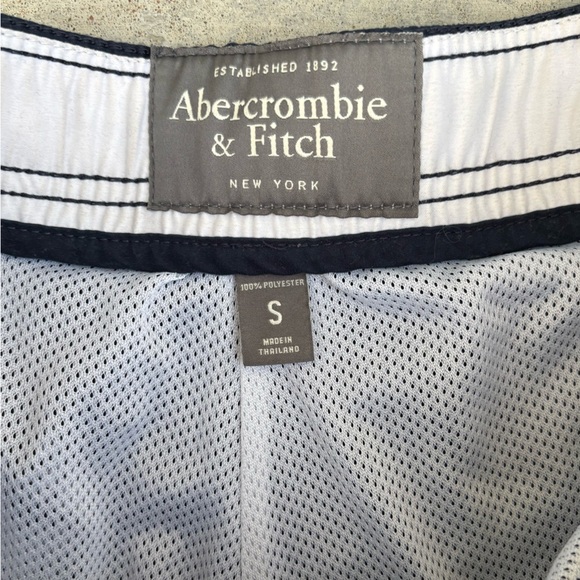 ESTABLISHED 1892
Abercrombie
& Fitch
NEW YORK
100% POLYESTER
S
MADE IN
THAILAND